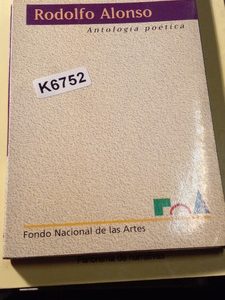 Rodolfo Alonso
Antología poética
K6752
Fondo Nacional de las Artes